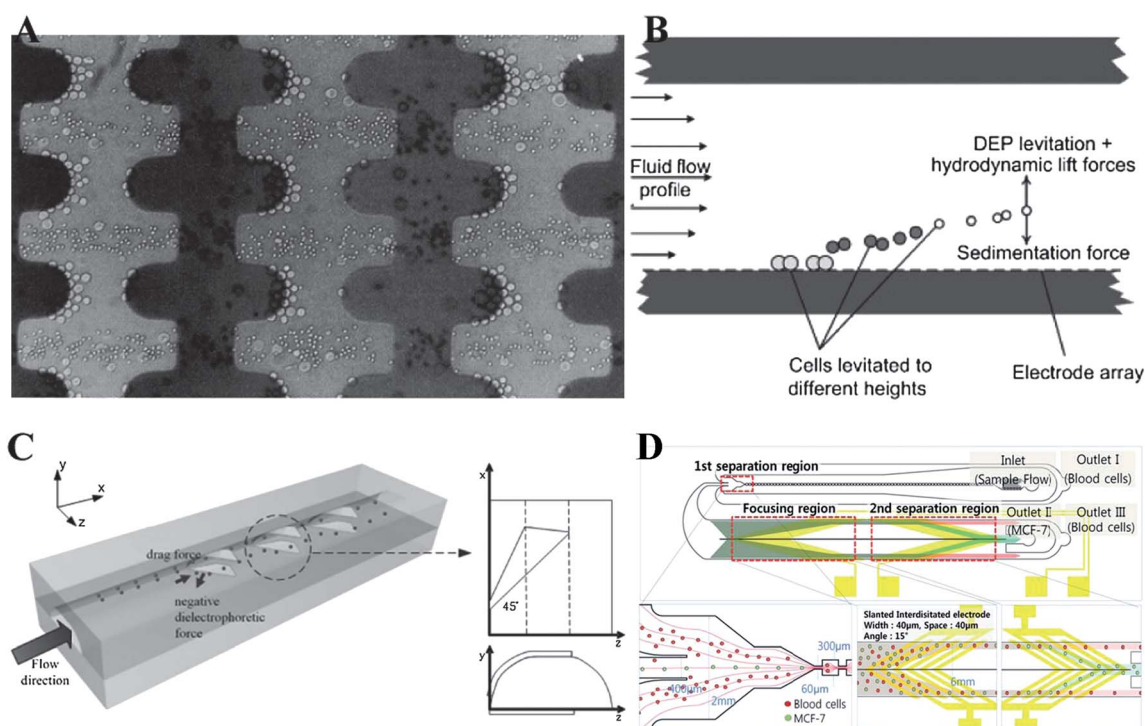 A
B
Fluid flow
profile
DEP levitation +
hydrodynamic lift forces
Sedimentation force
Cells levitated to
different heights
Electrode array
C
y
x
z
drag force
negative
dielectrophoretic
force
Flow
direction
x
45°
z
y
z
D
1st separation region
Inlet
(Sample Flow)
Outlet I
(Blood cells)
Focusing region
2nd separation region
Outlet II
(MCF-7)
Outlet III
(Blood cells)
400μm
2mm
300μm
60μm
Blood cells
MCF-7
Slanted Interdisitated electrode
Width : 40μm, Space : 40μm
Angle : 15°
6mm